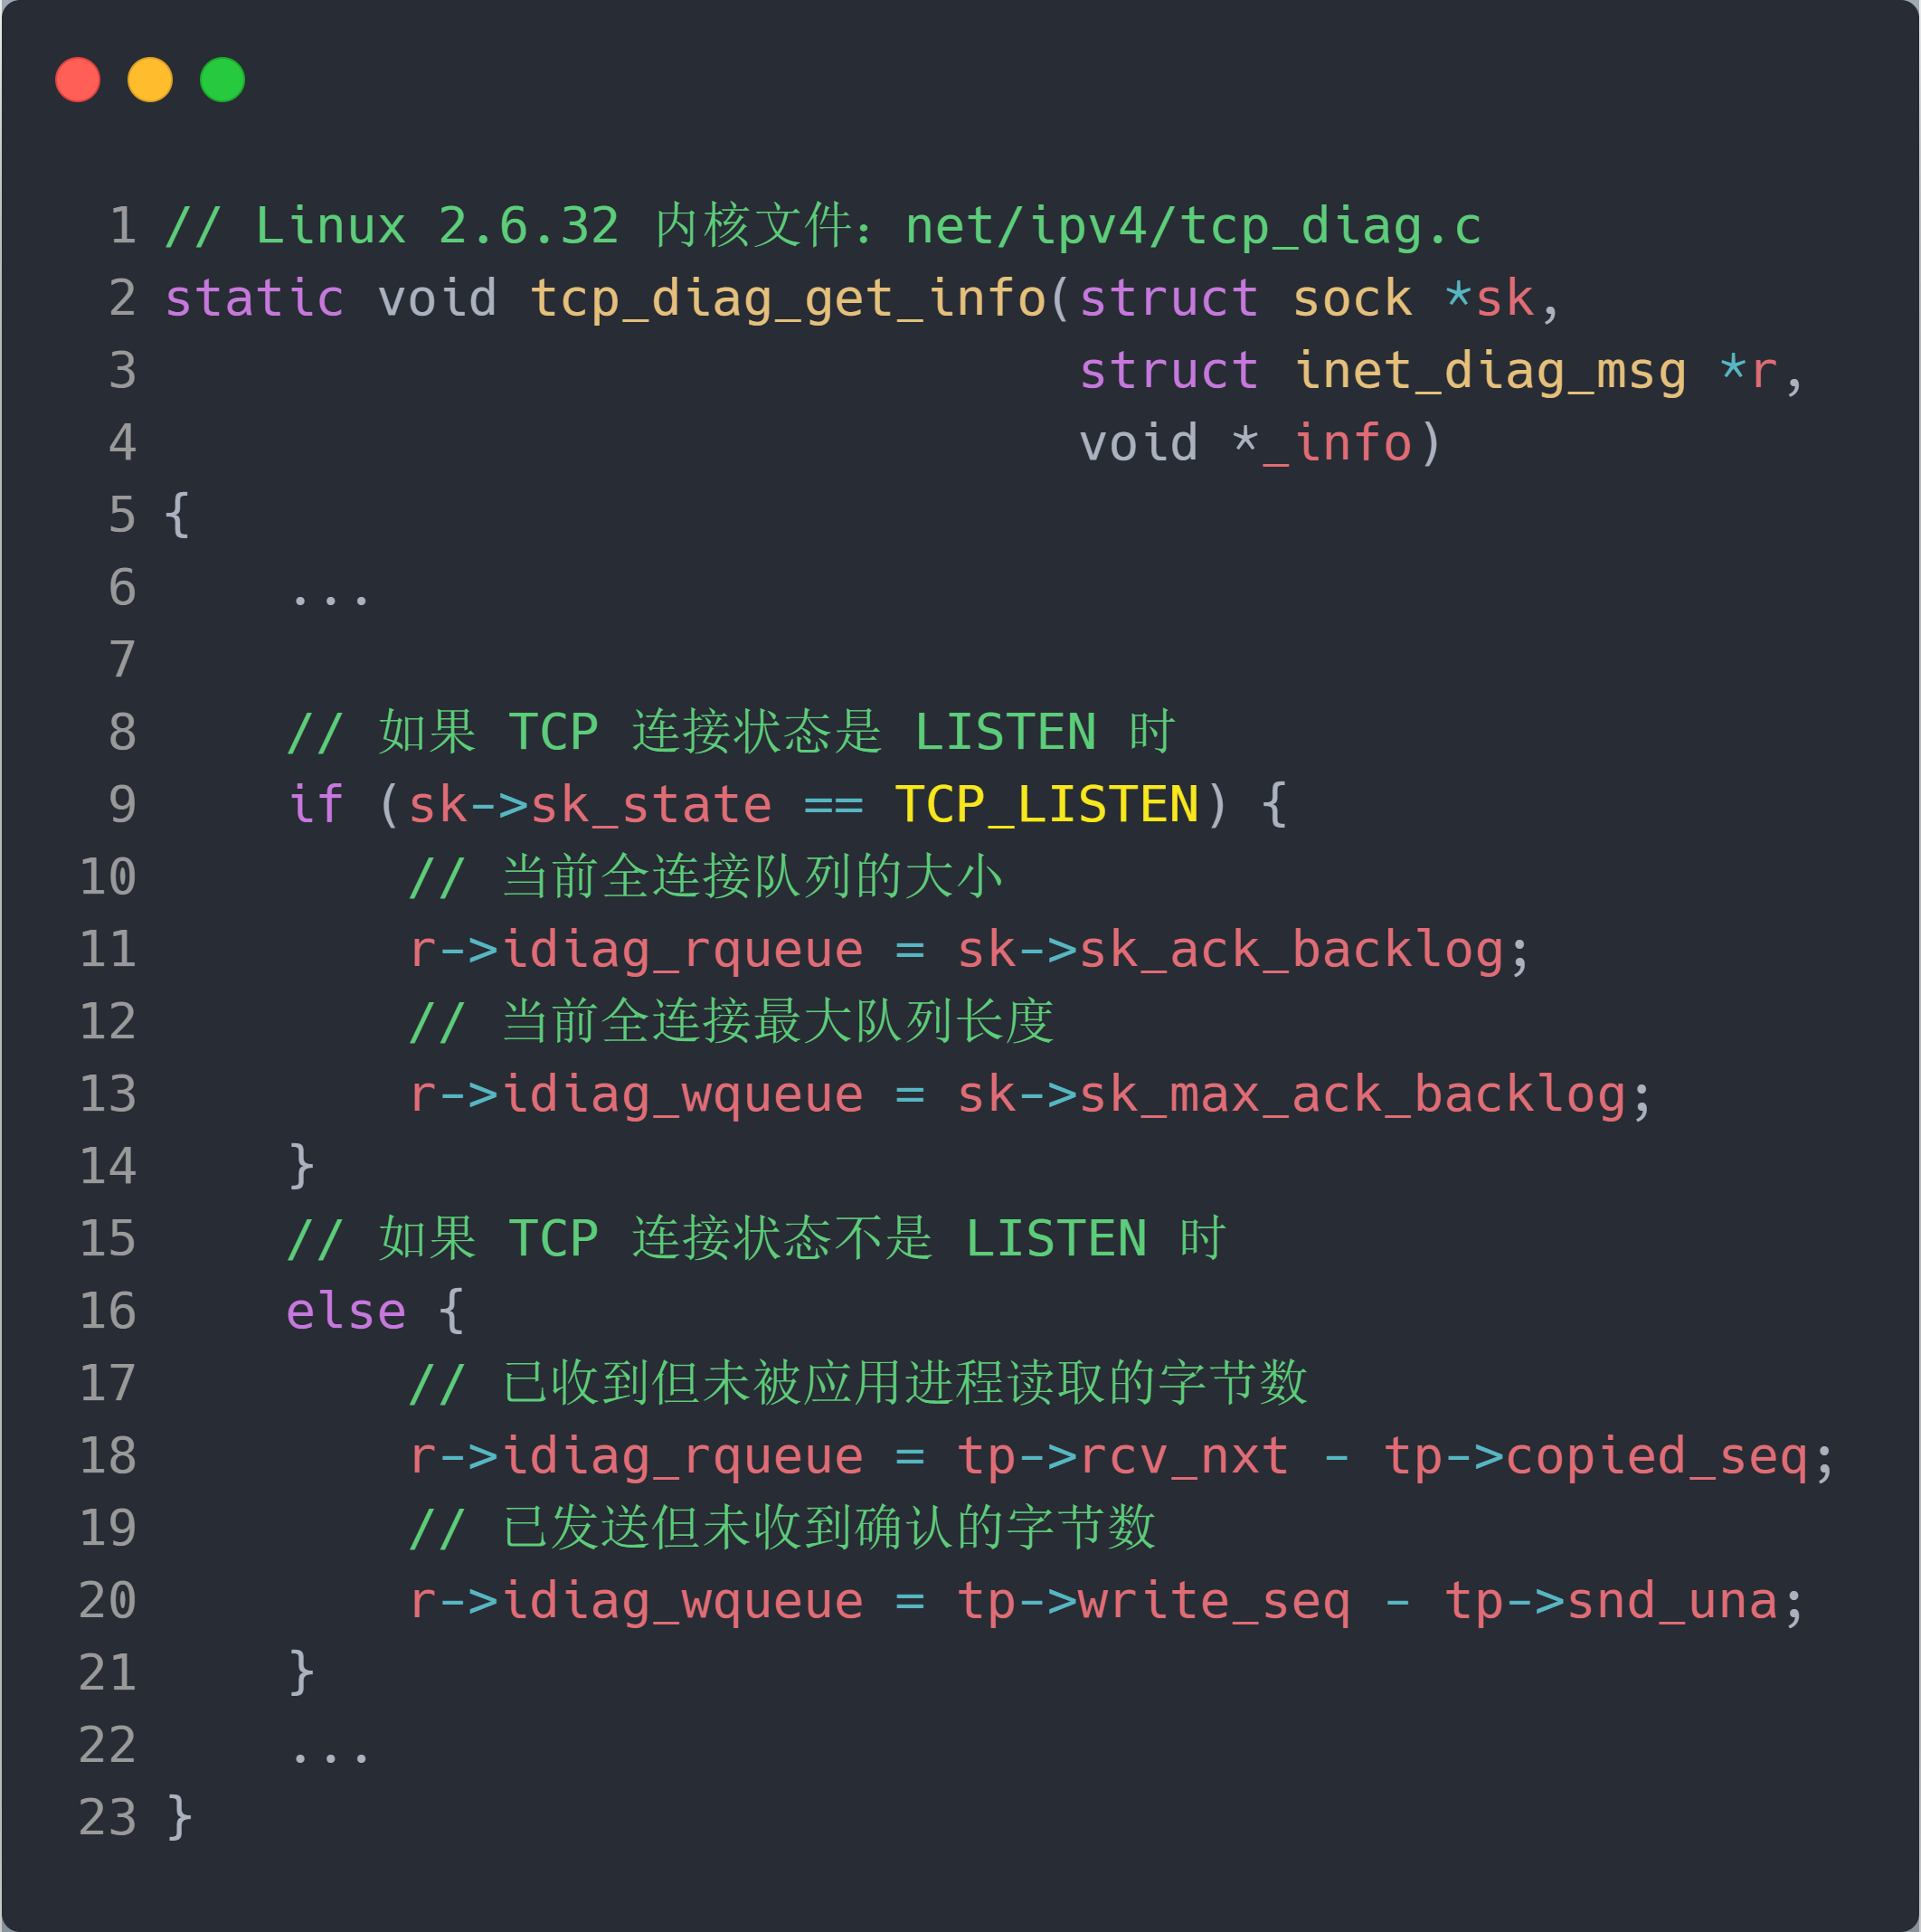 1 // Linux 2.6.32 内核文件：net/ipv4/tcp_diag.c
2 static void tcp_diag_get_info(struct sock *sk,
3                               struct inet_diag_msg *r,
4                               void *_info)
5 {
6     ...
7
8     // 如果 TCP 连接状态是 LISTEN 时
9     if (sk->sk_state == TCP_LISTEN) {
10         // 当前全连接队列的大小
11         r->idiag_rqueue = sk->sk_ack_backlog;
12         // 当前全连接最大队列长度
13         r->idiag_wqueue = sk->sk_max_ack_backlog;
14     }
15     // 如果 TCP 连接状态不是 LISTEN 时
16     else {
17         // 已收到但未被应用进程读取的字节数
18         r->idiag_rqueue = tp->rcv_nxt - tp->copied_seq;
19         // 已发送但未收到确认的字节数
20         r->idiag_wqueue = tp->write_seq - tp->snd_una;
21     }
22     ...
23 }